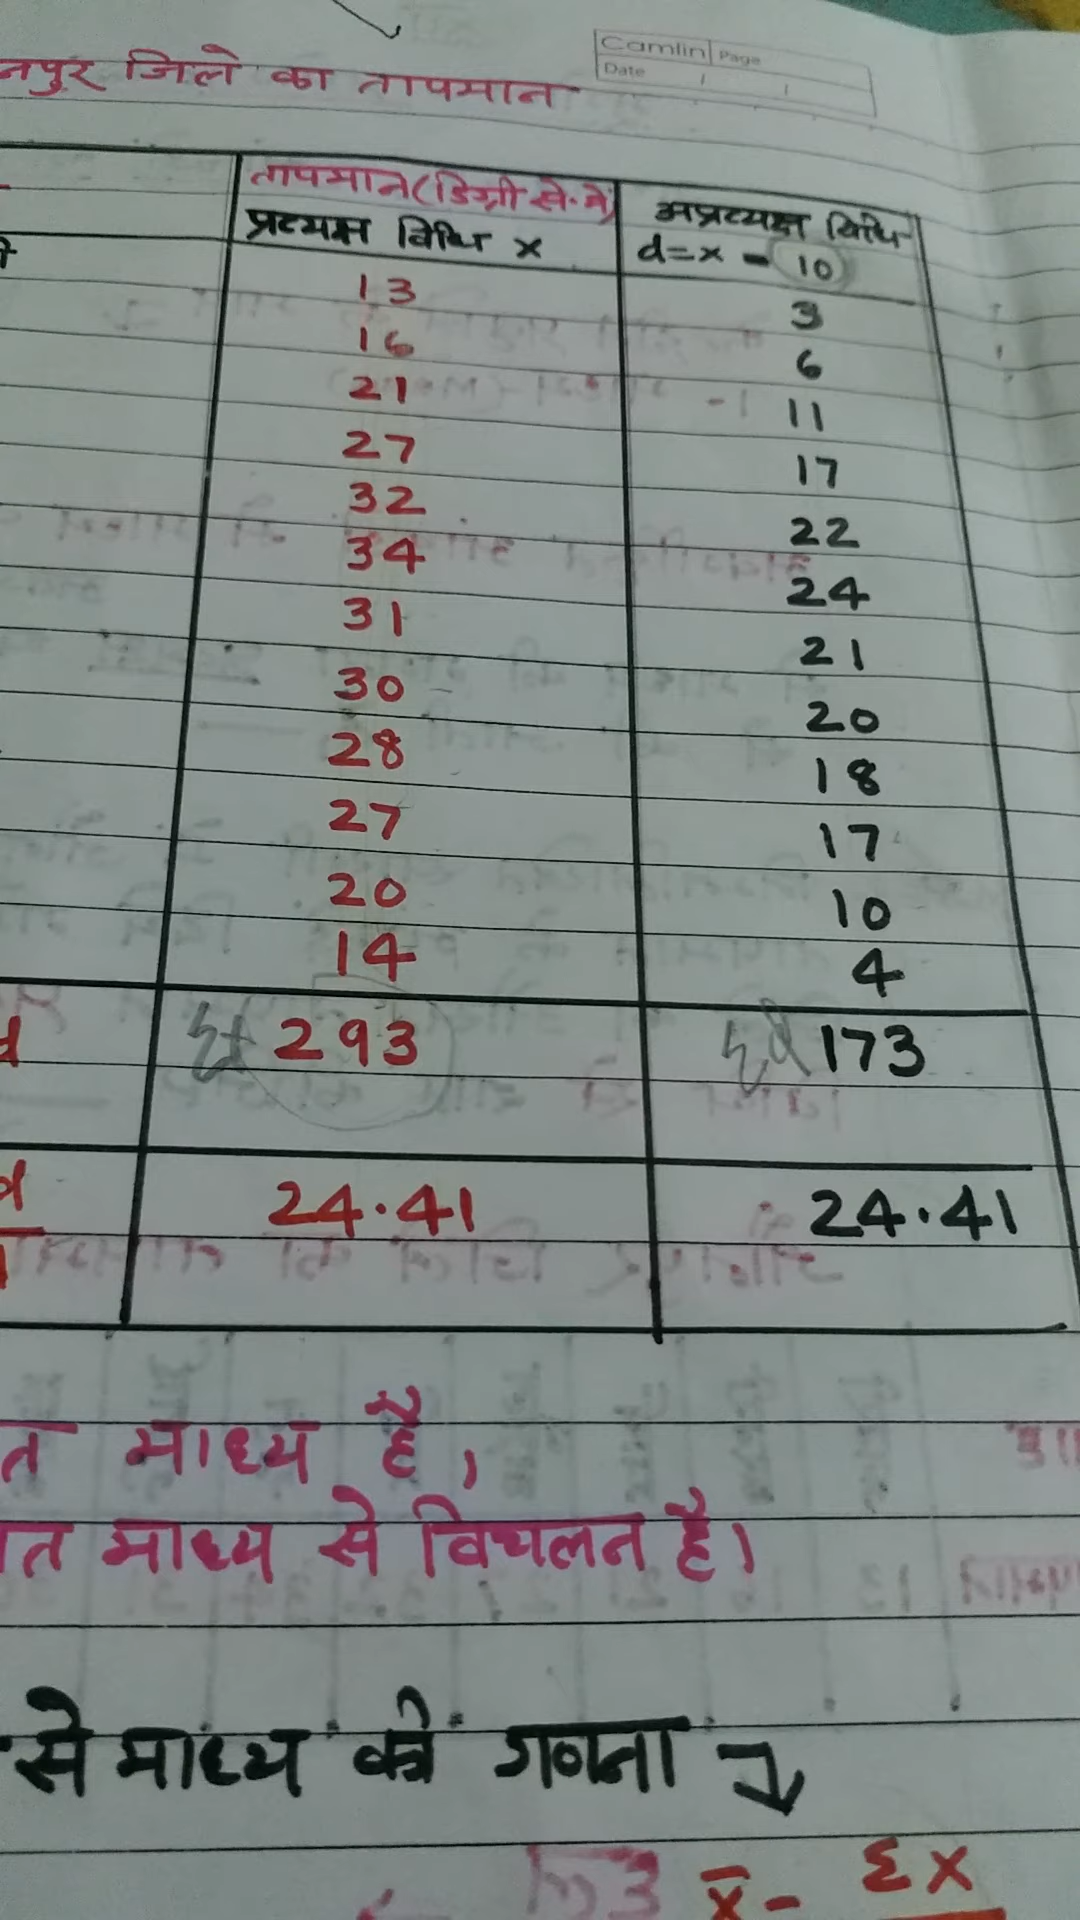 Camlin Page
Date / /
नपुर जिले का तापमान
तापमान (डिग्री से. में) अप्रत्यक्ष विधि
प्रत्यक्ष विधि x d=x - 10
13 3
16 6
21 11
27 17
32 22
34 24
31 21
30 20
28 18
27 17
20 10
14 4
Σx 293 Σd 173
24.41 24.41
त माध्य है,
त माध्य से विचलन है।
से माध्य की गणना
x̄ - Σx